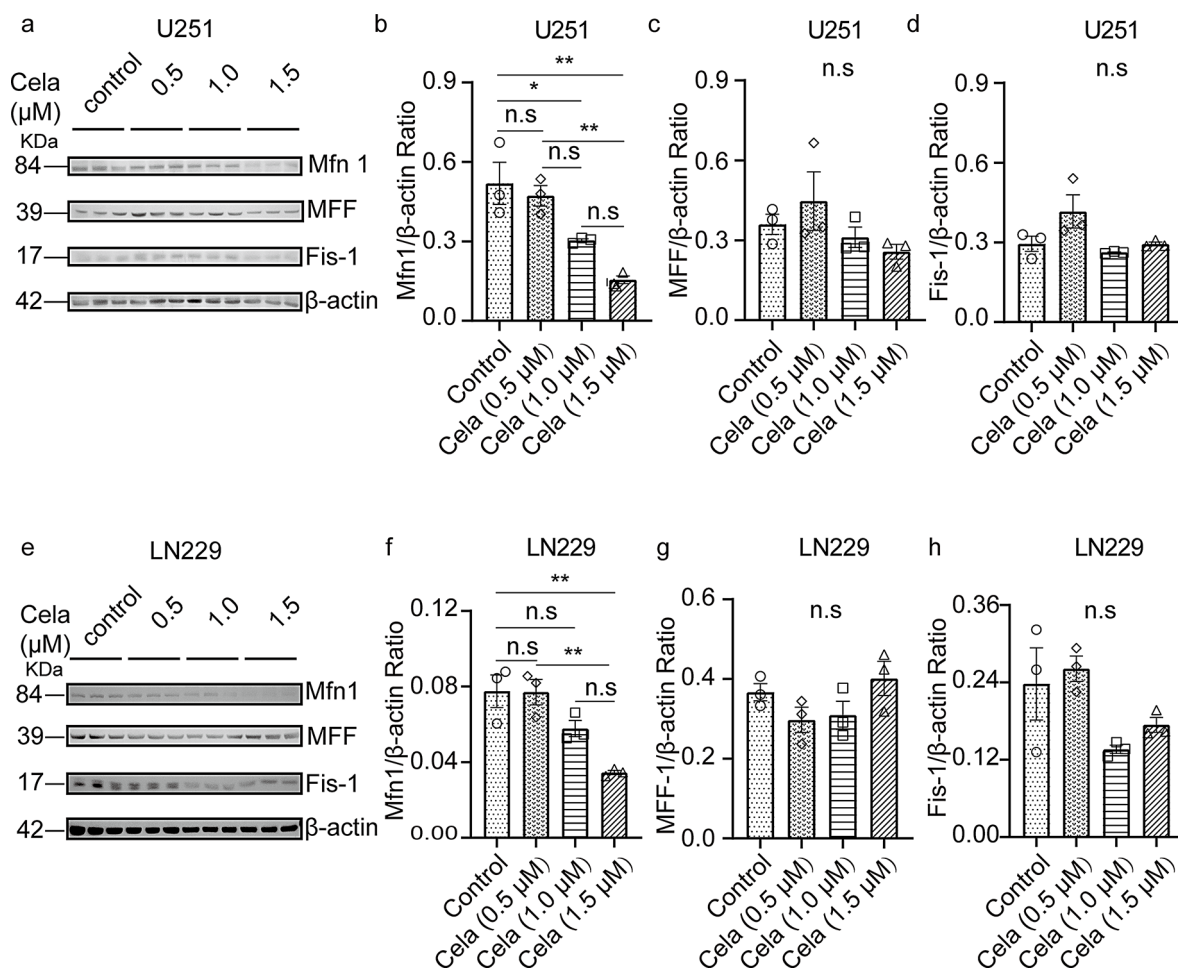 a
U251
Cela
(µM)
control
0.5
1.0
1.5
KDa
84
Mfn 1
39
MFF
17
Fis-1
42
β-actin
b
U251
**
*
n.s
**
n.s
n.s
0.9
0.6
0.3
0.0
Mfn1/β-actin Ratio
Control
Cela (0.5 µM)
Cela (1.0 µM)
Cela (1.5 µM)
c
U251
n.s
0.9
0.6
0.3
0.0
MFF/β-actin Ratio
Control
Cela (0.5 µM)
Cela (1.0 µM)
Cela (1.5 µM)
d
U251
n.s
0.9
0.6
0.3
0.0
Fis-1/β-actin Ratio
Control
Cela (0.5 µM)
Cela (1.0 µM)
Cela (1.5 µM)
e
LN229
Cela
(µM)
control
0.5
1.0
1.5
KDa
84
Mfn1
39
MFF
17
Fis-1
42
β-actin
f
LN229
**
n.s
n.s
**
n.s
0.12
0.08
0.04
0.00
Mfn1/β-actin Ratio
Control
Cela (0.5 µM)
Cela (1.0 µM)
Cela (1.5 µM)
g
LN229
n.s
0.6
0.4
0.2
0.0
MFF-1/β-actin Ratio
Control
Cela (0.5 µM)
Cela (1.0 µM)
Cela (1.5 µM)
h
LN229
n.s
0.36
0.24
0.12
0.00
Fis-1/β-actin Ratio
Control
Cela (0.5 µM)
Cela (1.0 µM)
Cela (1.5 µM)